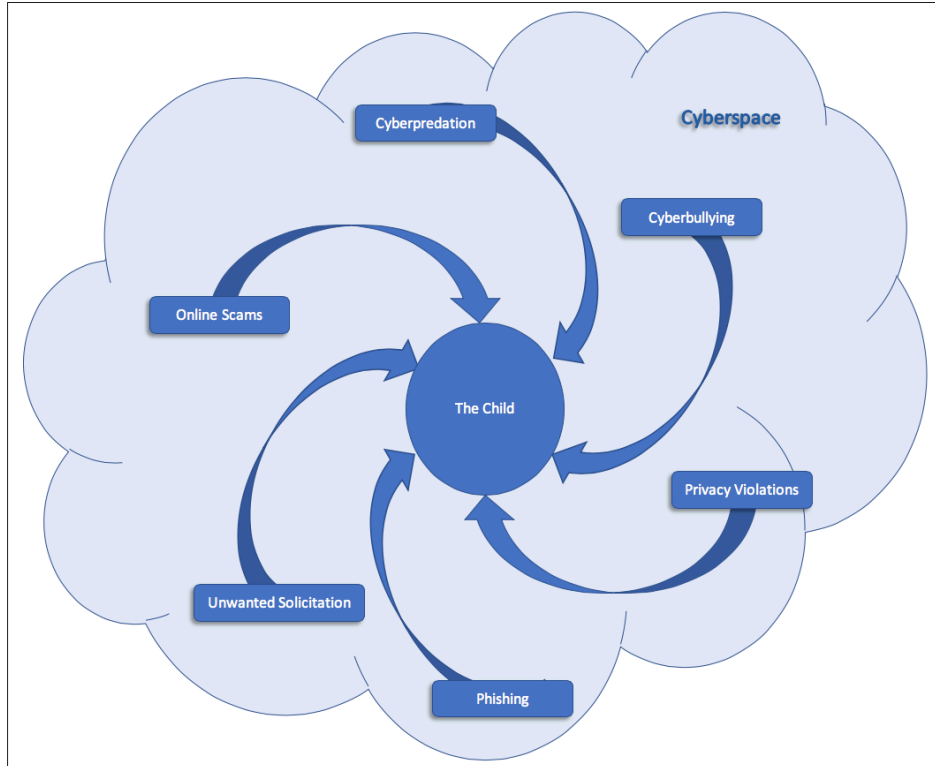 Cyberpredation
Cyberspace
Cyberbullying
Online Scams
The Child
Privacy Violations
Unwanted Solicitation
Phishing